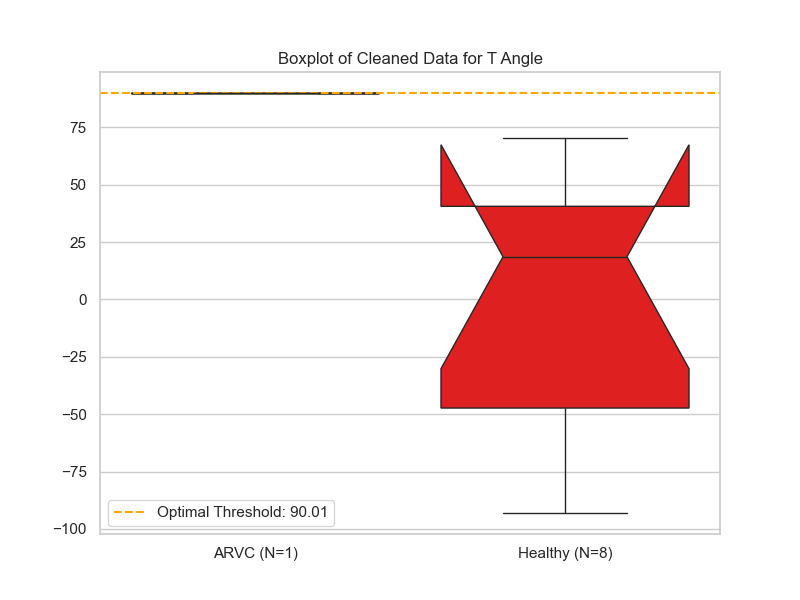 Boxplot of Cleaned Data for T Angle
75
50
25
0
−25
−50
−75
−100
Optimal Threshold: 90.01
ARVC (N=1)
Healthy (N=8)